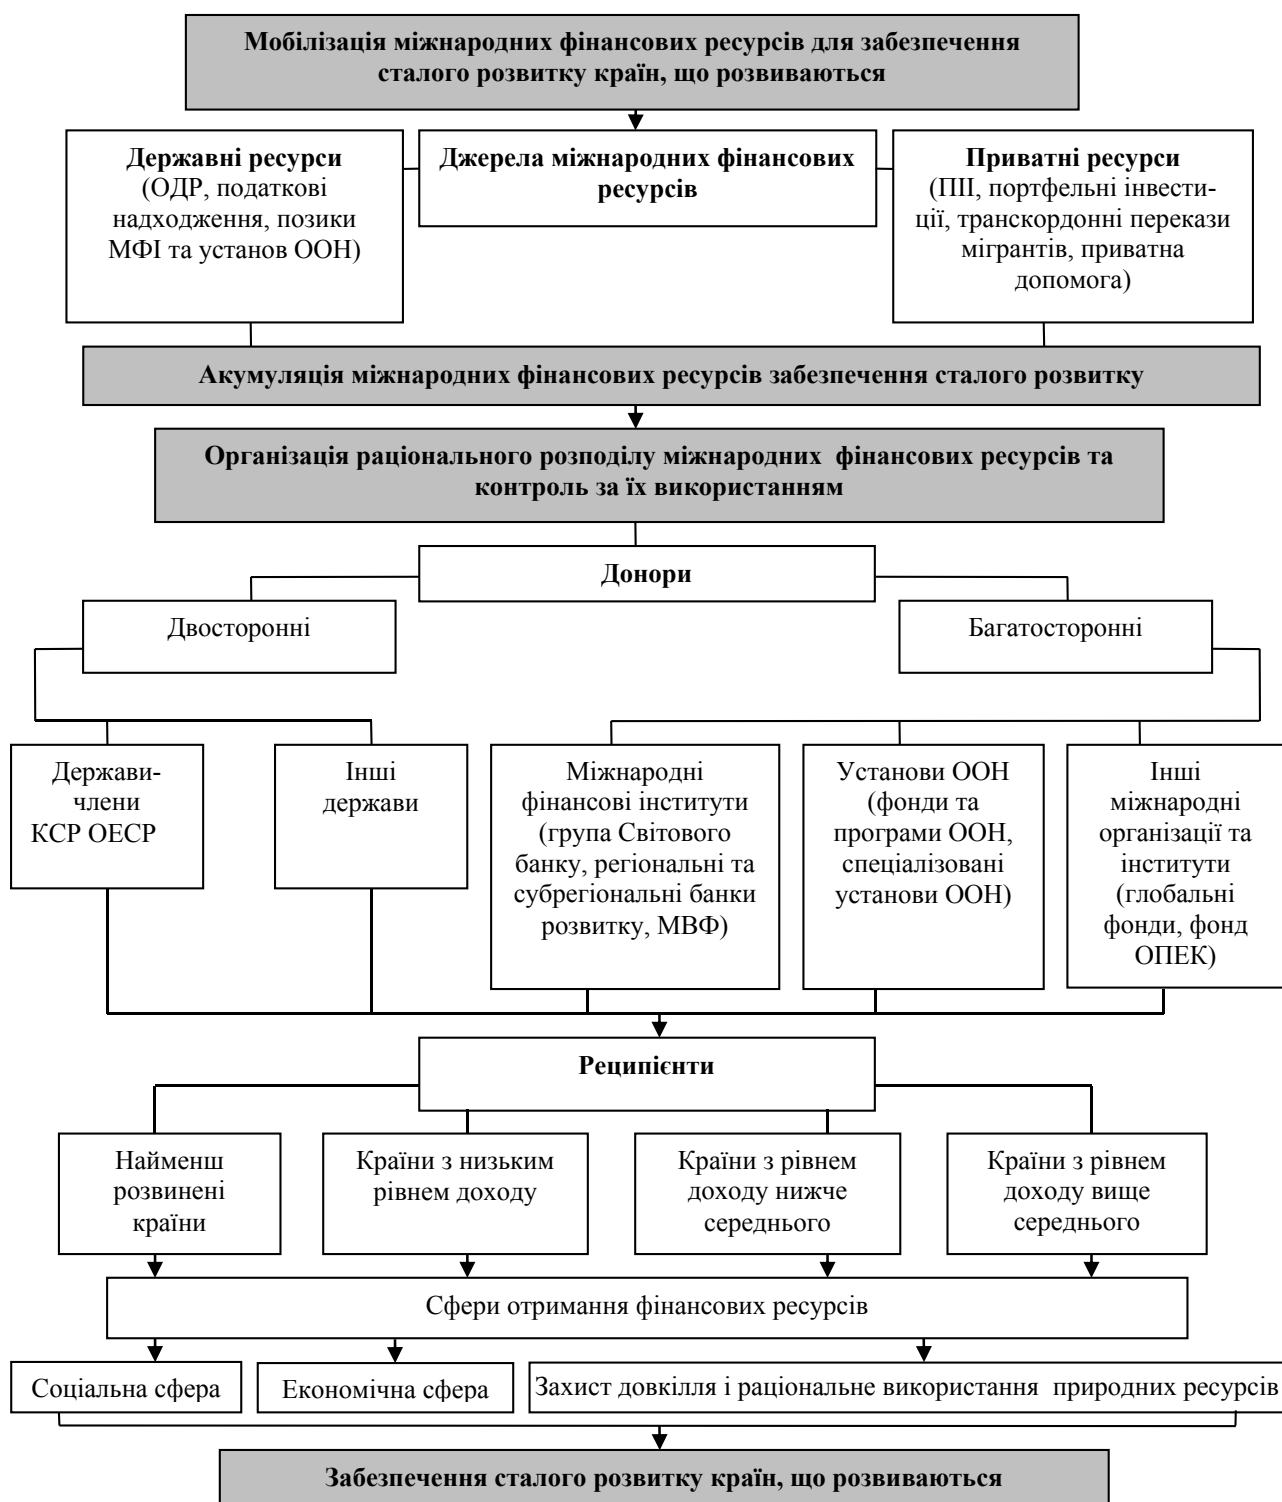 Мобілізація міжнародних фінансових ресурсів для забезпечення
сталого розвитку країн, що розвиваються
Державні ресурси
(ОДР, податкові
надходження, позики
МФІ та установ ООН)
Джерела міжнародних фінансових
ресурсів
Приватні ресурси
(ПІІ, портфельні інвести-
ції, транскордонні перекази
мігрантів, приватна
допомога)
Акумуляція міжнародних фінансових ресурсів забезпечення сталого розвитку
Організація раціонального розподілу міжнародних фінансових ресурсів та
контроль за їх використанням
Донори
Двосторонні
Багатосторонні
Держави-
члени
КСР ОЕСР
Інші
держави
Міжнародні
фінансові інститути
(група Світового
банку, регіональні та
субрегіональні банки
розвитку, МВФ)
Установи ООН
(фонди та
програми ООН,
спеціалізовані
установи ООН)
Інші
міжнародні
організації та
інститути
(глобальні
фонди, фонд
ОПЕК)
Реципієнти
Найменш
розвинені
країни
Країни з низьким
рівнем доходу
Країни з рівнем
доходу нижче
середнього
Країни з рівнем
доходу вище
середнього
Сфери отримання фінансових ресурсів
Соціальна сфера
Економічна сфера
Захист довкілля і раціональне використання природних ресурсів
Забезпечення сталого розвитку країн, що розвиваються